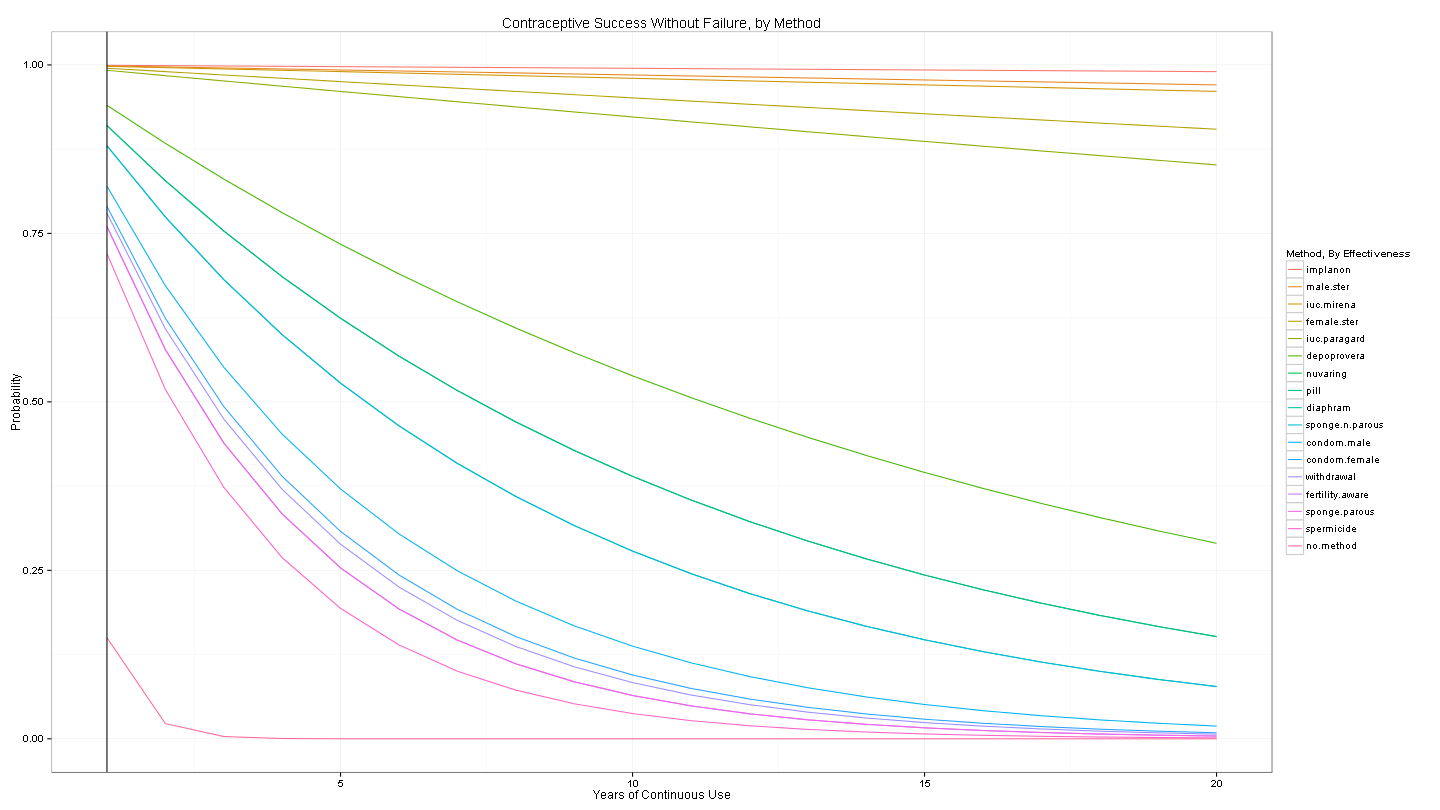 Contraceptive Success Without Failure, by Method
1.00
0.75
0.50
0.25
0.00
Probability
5
10
15
20
Years of Continuous Use
Method, By Effectiveness
implanon
male.ster
iuc.mirena
female.ster
iuc.paragard
depoprovera
nuvaring
pill
diaphram
sponge.n.parous
condom.male
condom.female
withdrawal
fertility.aware
sponge.parous
spermicide
no.method